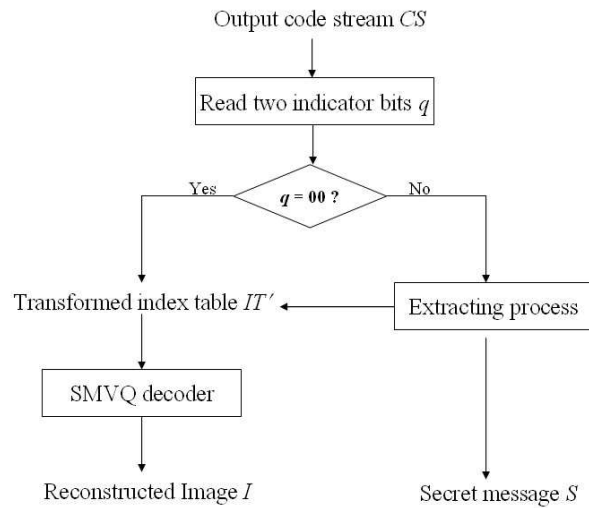 Output code stream CS
Read two indicator bits q
Yes
q = 00 ?
No
Transformed index table IT'
Extracting process
SMVQ decoder
Reconstructed Image I
Secret message S